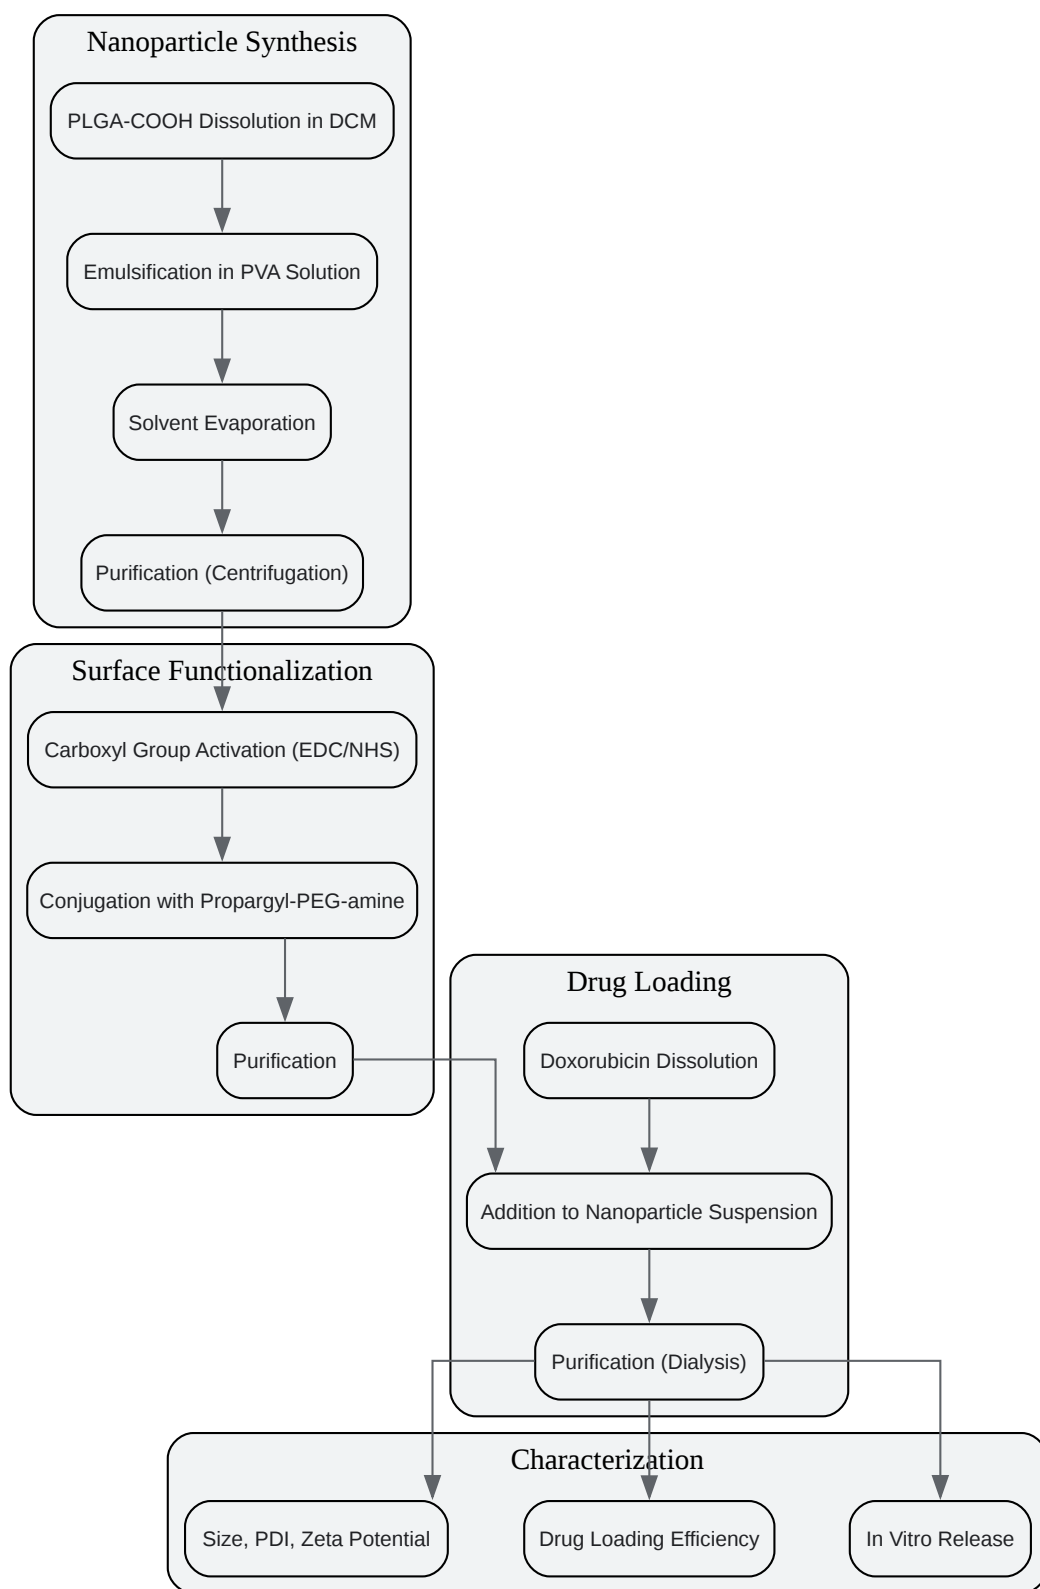 Nanoparticle Synthesis
PLGA-COOH Dissolution in DCM
Emulsification in PVA Solution
Solvent Evaporation
Purification (Centrifugation)
Surface Functionalization
Carboxyl Group Activation (EDC/NHS)
Conjugation with Propargyl-PEG-amine
Purification
Drug Loading
Doxorubicin Dissolution
Addition to Nanoparticle Suspension
Purification (Dialysis)
Characterization
Size, PDI, Zeta Potential
Drug Loading Efficiency
In Vitro Release